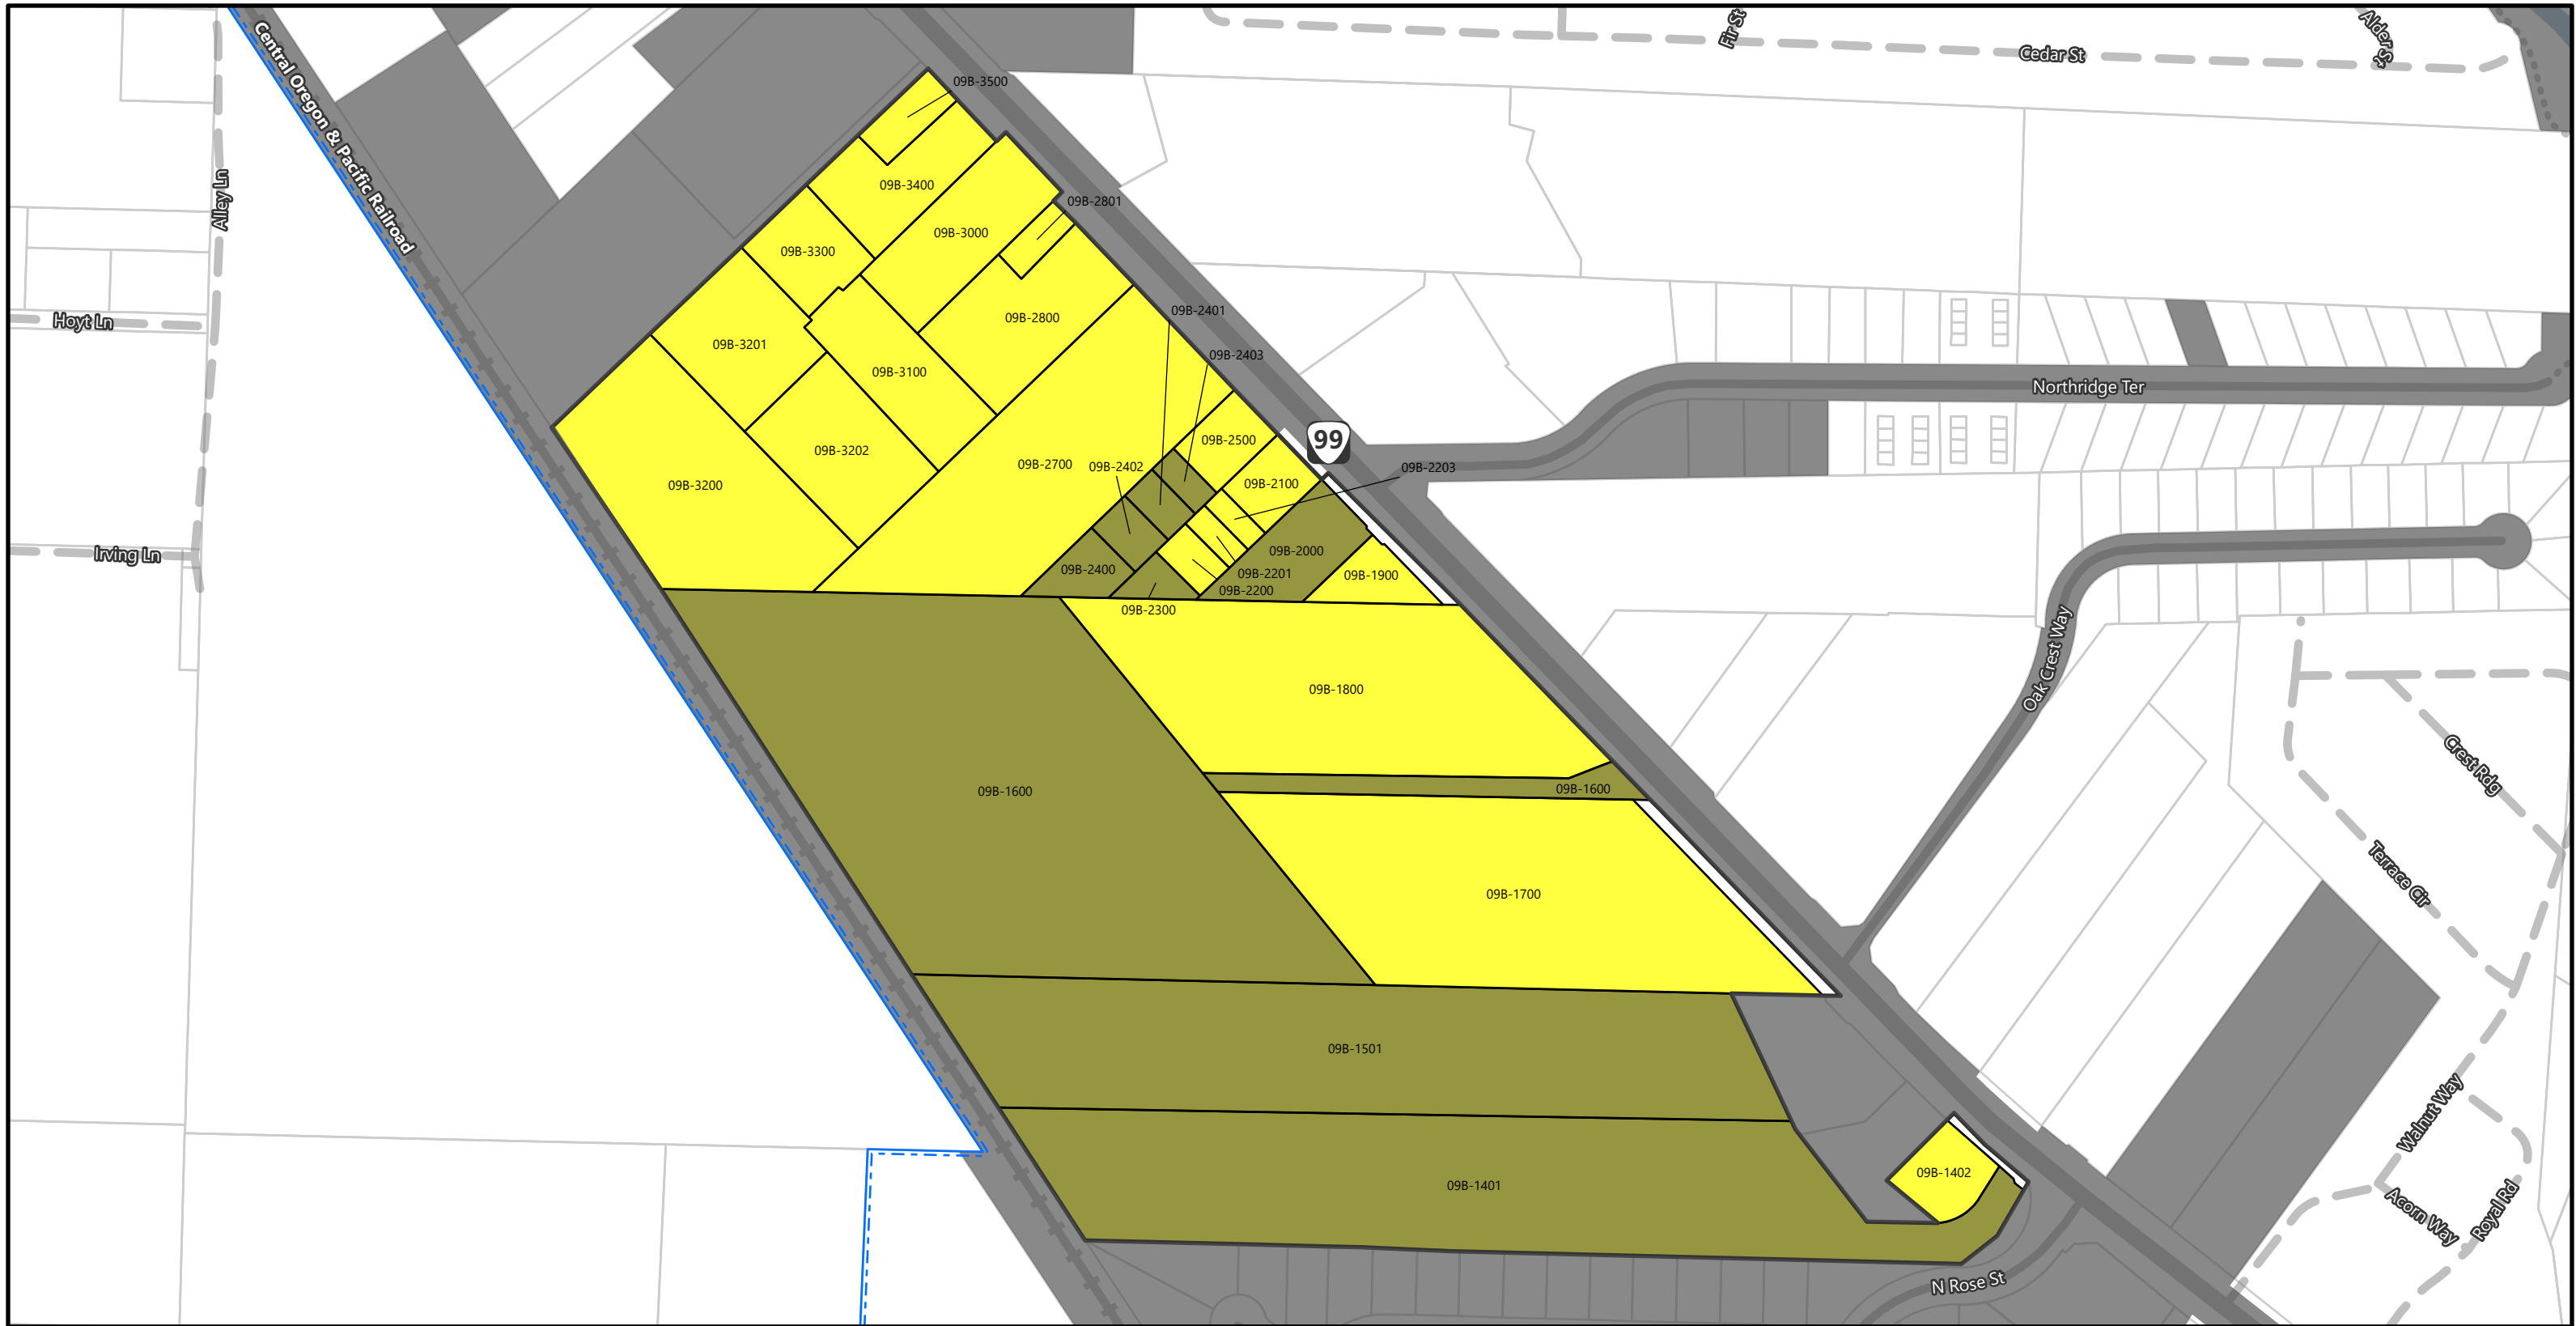 Central Oregon & Pacific Railroad
Alley Ln
Hoyt Ln
Irving Ln
Fir St
Cedar St
Alder St
09B-3500
09B-3400
09B-2801
09B-3000
09B-3300
09B-2401
09B-2800
09B-3201
09B-2403
09B-3100
Northridge Ter
99
09B-2500
09B-3202
09B-2700
09B-2402
09B-2203
09B-3200
09B-2100
09B-2000
09B-2400
09B-2201
09B-1900
09B-2200
09B-2300
Oak Crest Way
09B-1800
Crest Rdg
09B-1600
09B-1600
Terrace Cir
09B-1700
09B-1501
Walnut Way
09B-1402
09B-1401
Acorn Way
Royal Rd
N Rose St